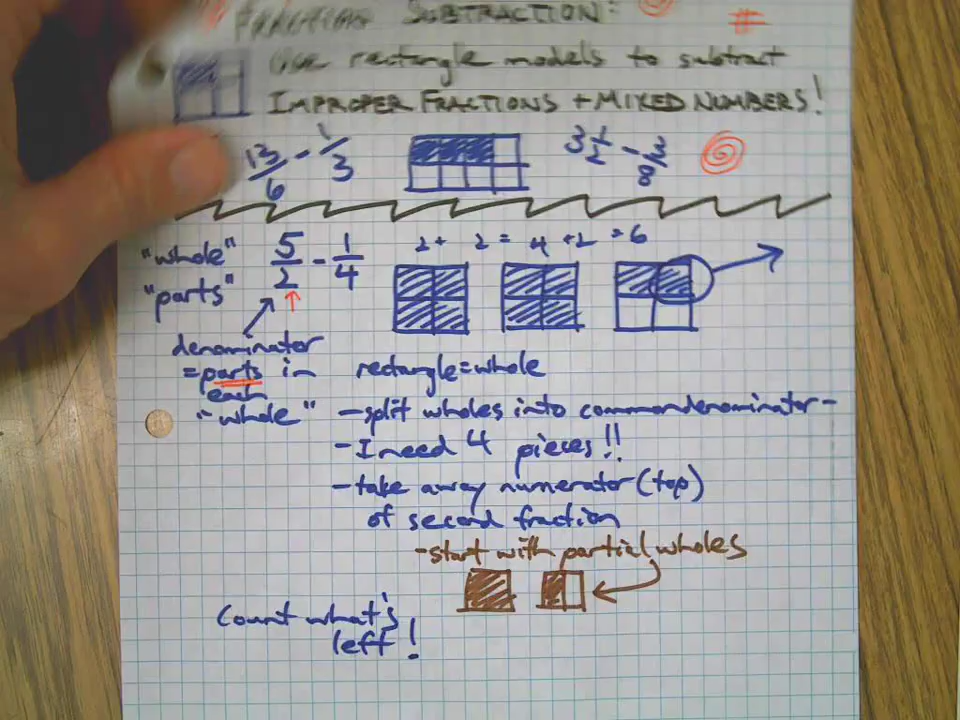 FRACTION SUBTRACTION:
Use rectangle models to subtract
IMPROPER FRACTIONS + MIXED NUMBERS!
13/6 - 1/3
3 1/2 - 3/8
"whole" 5/2 - 1/4
"parts"
2+ 2 = 4 +2 = 6
denominator
=parts in
each
"whole"
rectangle=whole
-split wholes into common denominator-
-I need 4 pieces!!
-take away numerator (top)
of second fraction
-start with partial wholes
Count what's
left!